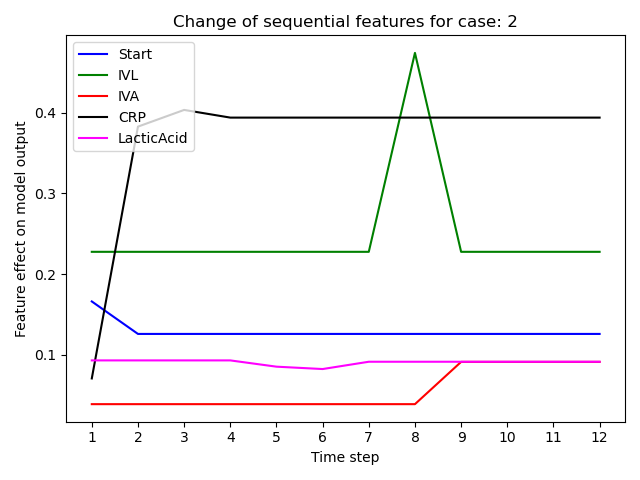 Change of sequential features for case: 2
Start
IVL
IVA
CRP
LacticAcid
Feature effect on model output
0.4
0.3
0.2
0.1
1 2 3 4 5 6 7 8 9 10 11 12
Time step